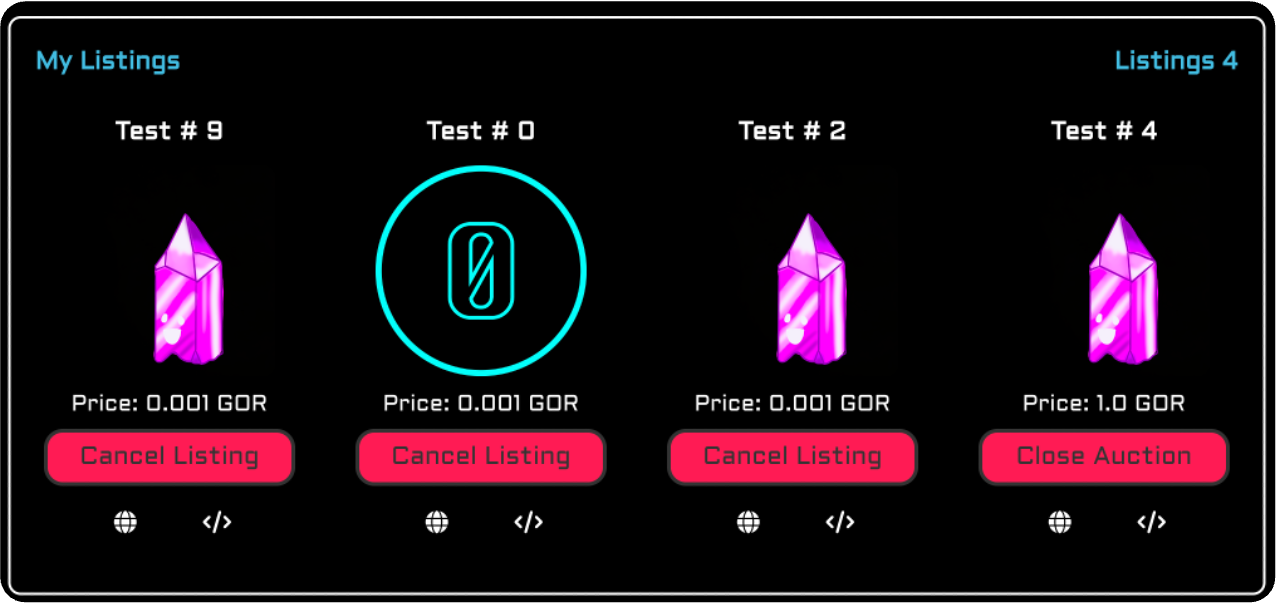 My Listings
Listings 4
Test # 9
Test # 0
Test # 2
Test # 4
0
Price: 0.001 GOR
Price: 0.001 GOR
Price: 0.001 GOR
Price: 1.0 GOR
Cancel Listing
Cancel Listing
Cancel Listing
Close Auction
</>
</>
</>
</>